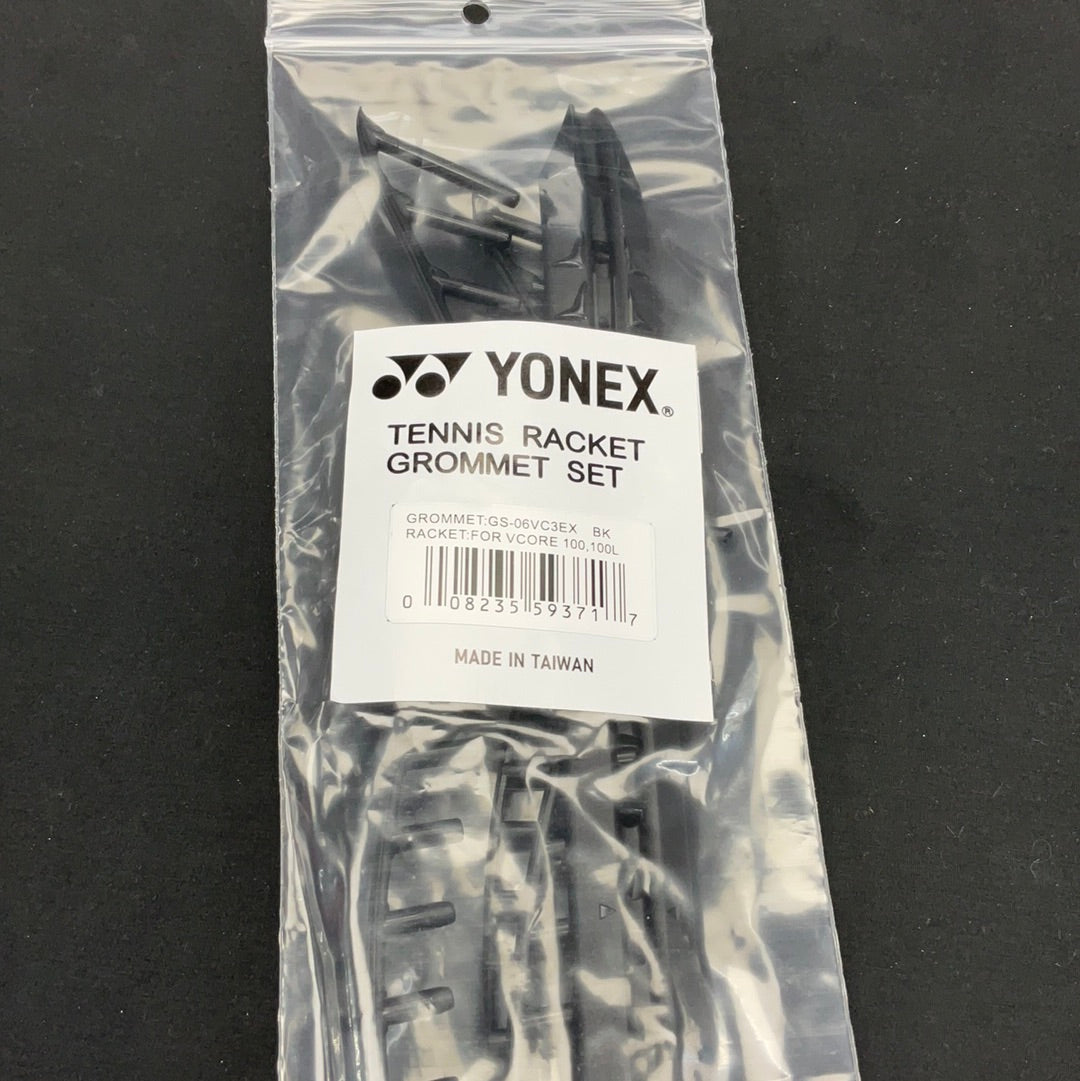 YONEX®
TENNIS RACKET
GROMMET SET
GROMMET:GS-06VC3EX BK
RACKET:FOR VCORE 100,100L
0 08235 59371 7
MADE IN TAIWAN